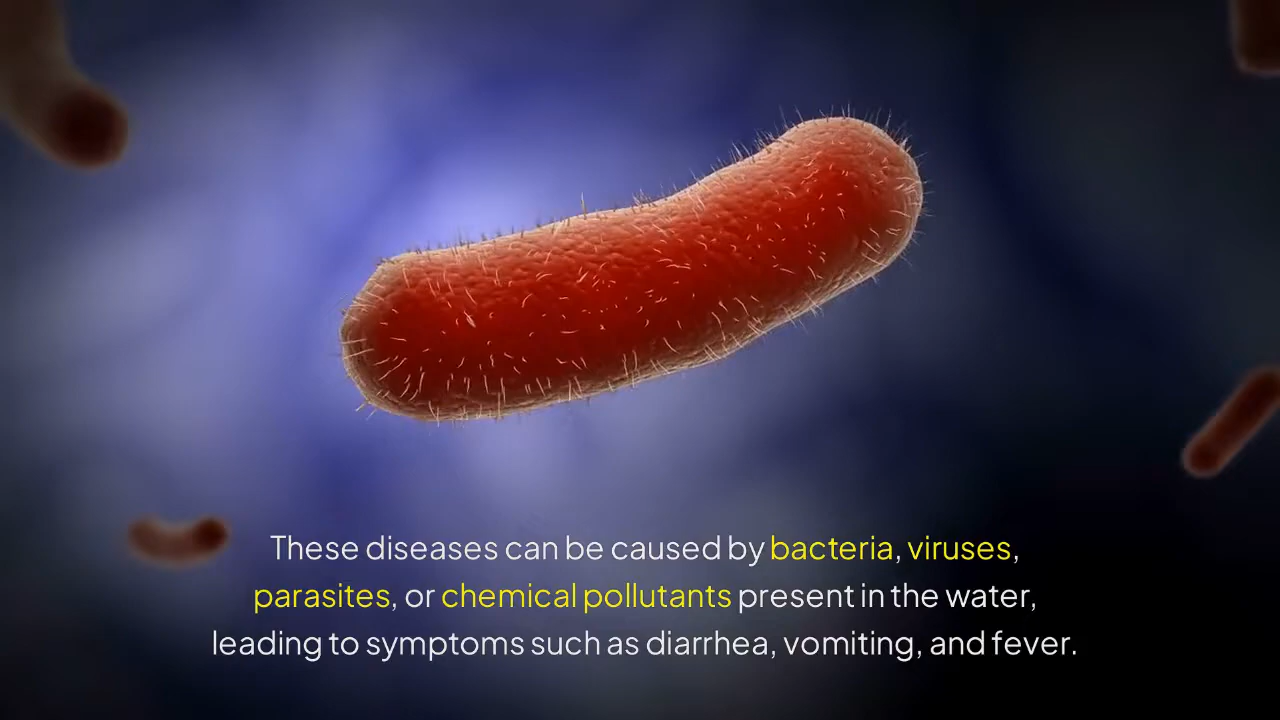 These diseases can be caused by bacteria, viruses,
parasites, or chemical pollutants present in the water,
leading to symptoms such as diarrhea, vomiting, and fever.